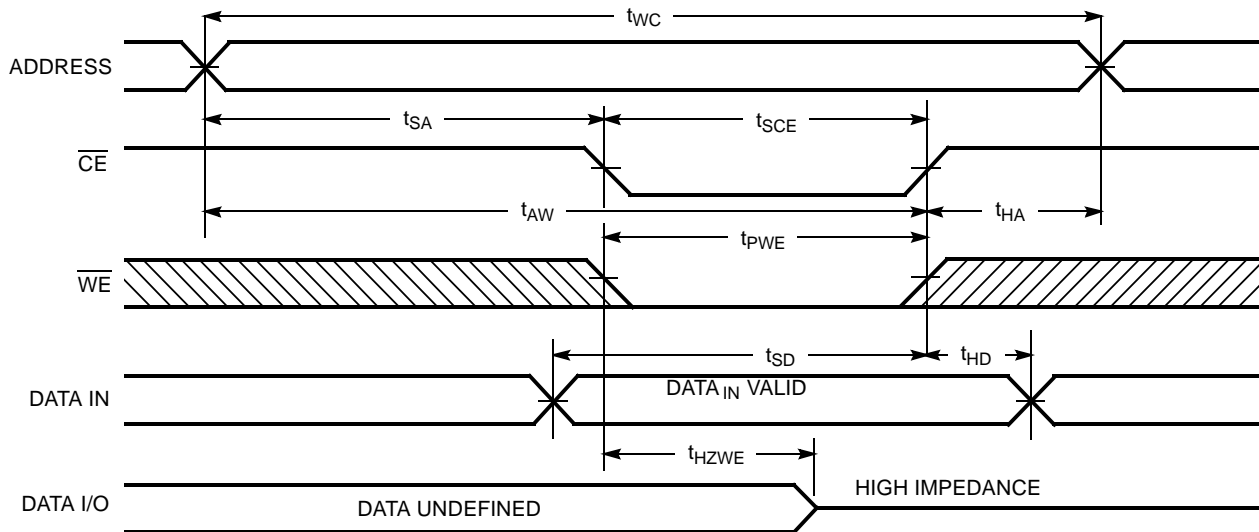 tWC
ADDRESS
tSA
tSCE
CE
tAW
tHA
tPWE
WE
tSD
tHD
DATA IN
DATA IN VALID
tHZWE
DATA I/O
DATA UNDEFINED
HIGH IMPEDANCE